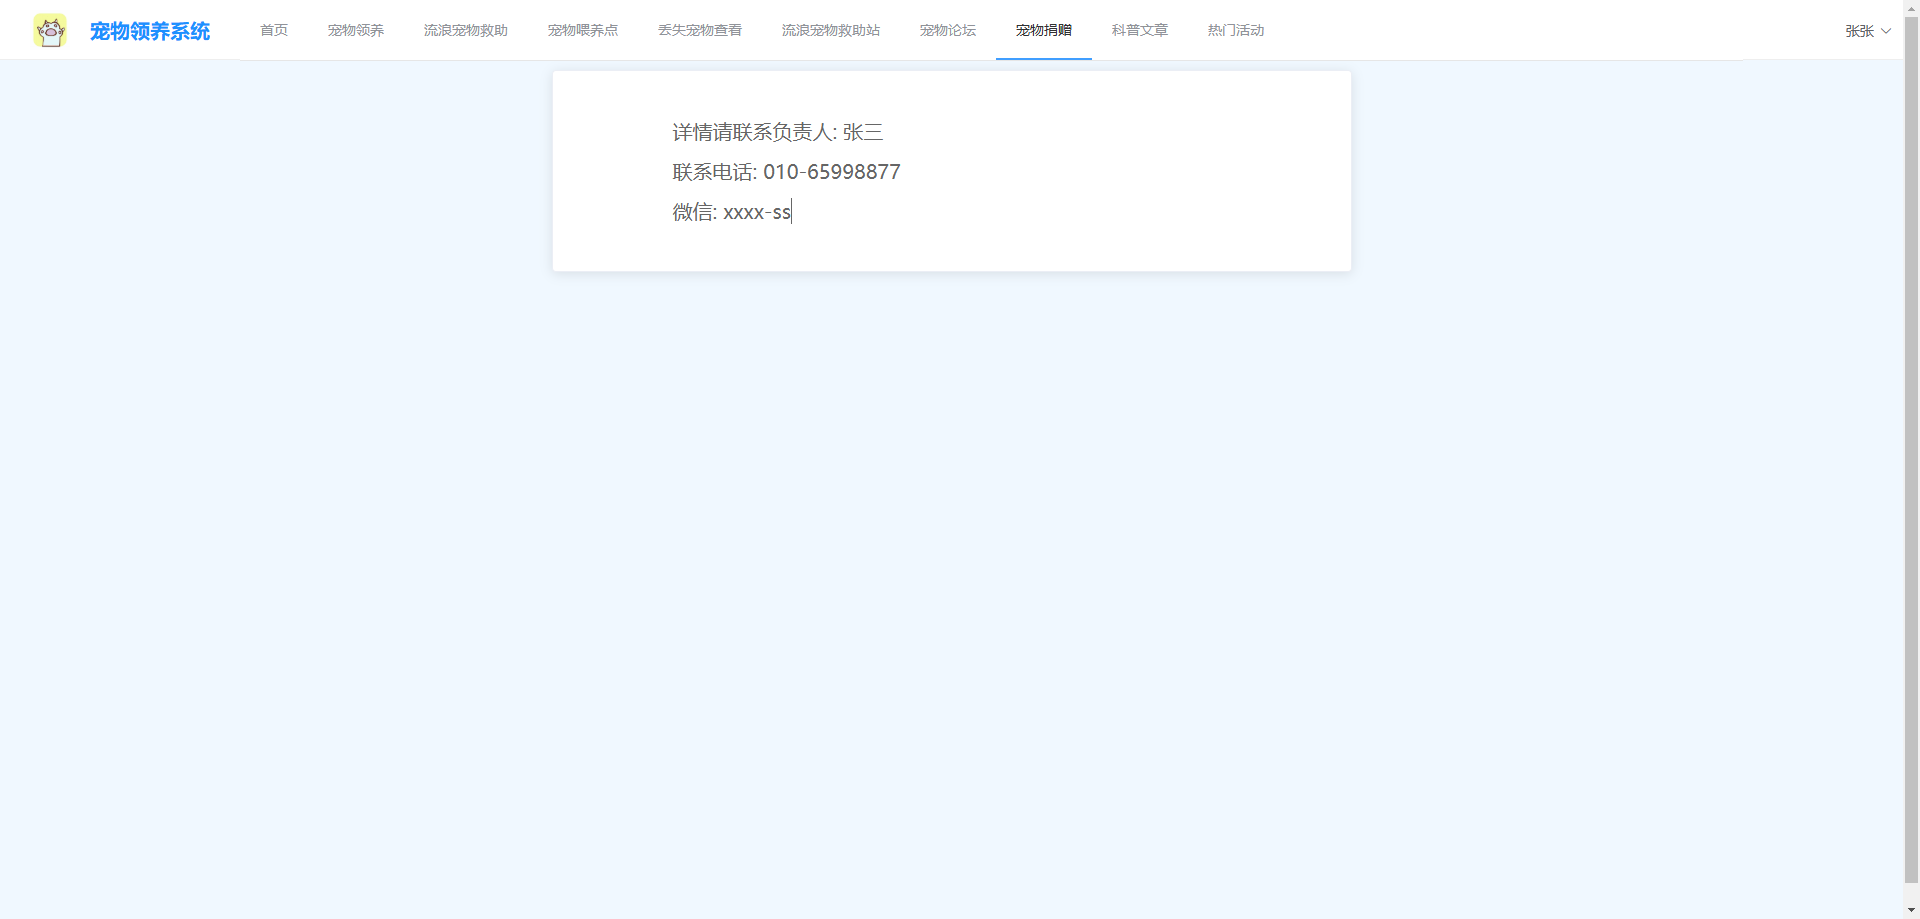 宠物领养系统
首页 宠物领养 流浪宠物救助 宠物喂养点 丢失宠物查看 流浪宠物救助站 宠物论坛 宠物捐赠 科普文章 热门活动
张张
详情请联系负责人: 张三
联系电话: 010-65998877
微信: xxxx-ss